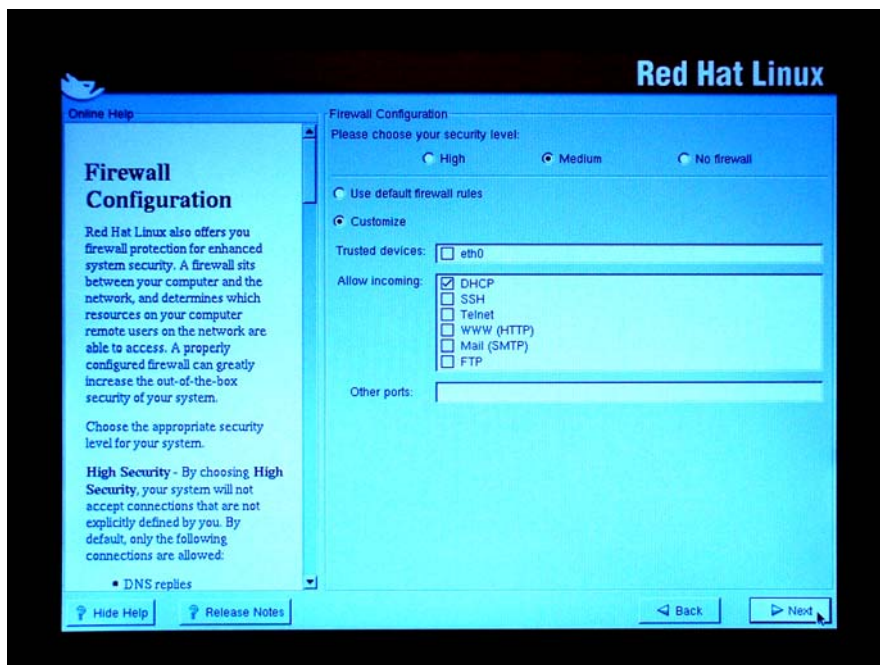 Red Hat Linux
Online Help
Firewall
Configuration
Red Hat Linux also offers you
firewall protection for enhanced
system security. A firewall sits
between your computer and the
network, and determines which
resources on your computer
remote users on the network are
able to access. A properly
configured firewall can greatly
increase the out-of-the-box
security of your system.
Choose the appropriate security
level for your system.
High Security - By choosing High
Security, your system will not
accept connections that are not
explicitly defined by you. By
default, only the following
connections are allowed:
• DNS replies
Firewall Configuration
Please choose your security level:
High Medium No firewall
Use default firewall rules
Customize
Trusted devices: eth0
Allow incoming: DHCP
SSH
Telnet
WWW (HTTP)
Mail (SMTP)
FTP
Other ports:
Hide Help Release Notes Back Next